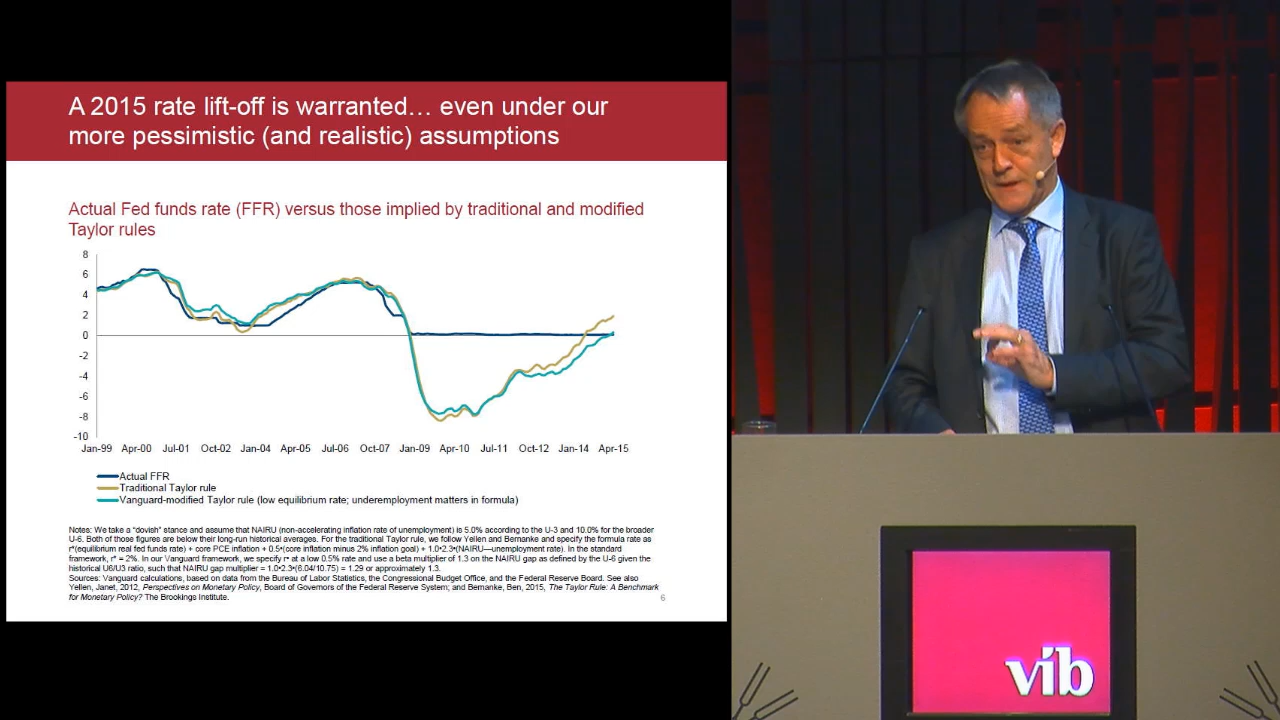 A 2015 rate lift-off is warranted… even under our
more pessimistic (and realistic) assumptions
Actual Fed funds rate (FFR) versus those implied by traditional and modified
Taylor rules
8
6
4
2
0
-2
-4
-6
-8
-10
Jan-99 Apr-00 Jul-01 Oct-02 Jan-04 Apr-05 Jul-06 Oct-07 Jan-09 Apr-10 Jul-11 Oct-12 Jan-14 Apr-15
Actual FFR
Traditional Taylor rule
Vanguard-modified Taylor rule (low equilibrium rate; underemployment matters in formula)
Notes: We take a "dovish" stance and assume that NAIRU (non-accelerating inflation rate of unemployment) is 5.0% according to the U-3 and 10.0% for the broader
U-6. Both of those figures are below their long-run historical averages. For the traditional Taylor rule, we follow Yellen and Bernanke and specify the formula rate as
r*(equilibrium real fed funds rate) + core PCE inflation + 0.5*(core inflation minus 2% inflation goal) + 1.0*2.3*(NAIRU—unemployment rate). In the standard
framework, r* = 2%. In our Vanguard framework, we specify r* at a low 0.5% rate and use a beta multiplier of 1.3 on the NAIRU gap as defined by the U-6 given the
historical U6/U3 ratio, such that NAIRU gap multiplier = 1.0*2.3*(6.04/10.75) = 1.29 or approximately 1.3.
Sources: Vanguard calculations, based on data from the Bureau of Labor Statistics, the Congressional Budget Office, and the Federal Reserve Board. See also
Yellen, Janet, 2012, Perspectives on Monetary Policy, Board of Governors of the Federal Reserve System; and Bernanke, Ben, 2015, The Taylor Rule: A Benchmark
for Monetary Policy? The Brookings Institute.
6
vib